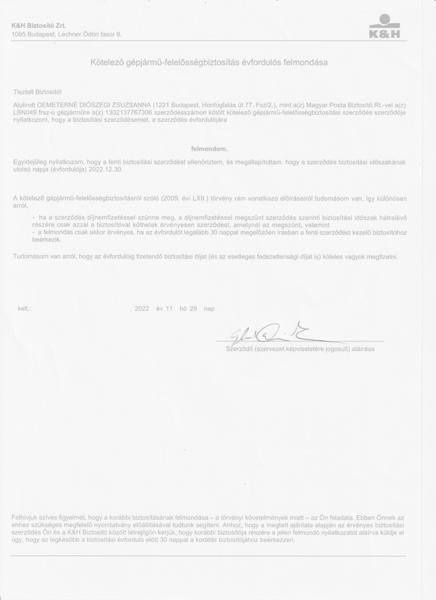 K&H Biztosító Zrt.
1095 Budapest, Lechner Ödön fasor 9.
K&H
Kötelező gépjármű-felelősségbiztosítás évfordulós felmondása
Tisztelt Biztosító!
Alulírott DEMETERNÉ DIÓSZEGI ZSUZSANNA (1221 Budapest, Honfoglalás út 77, Fsz/2.), mint a(z) Magyar Posta Biztosító Rt.-vel a(z)
LBN049 frsz-ú gépjárműre a(z) 1302137767306 szerződésszámon kötött kötelező gépjármű-felelősségbiztosítási szerződés szerződője
nyilatkozom, hogy a biztosítási szerződésemet, a szerződés évfordulójára
felmondom.
Egyidejűleg nyilatkozom, hogy a fenti biztosítási szerződést ellenőriztem, és megállapítottam, hogy a szerződés biztosítási időszakának
utolsó napja (évfordulója) 2022.12.30.
A kötelező gépjármű-felelősségbiztosításról szóló (2009. évi LXII.) törvény rám vonatkozó előírásairól tudomásom van, így különösen
arról,
- ha a szerződés díjnemfizetéssel szűnne meg, a díjnemfizetéssel megszűnt szerződés szerinti biztosítási időszak hátralévő
részére csak azzal a biztosítóval köthetek érvényesen szerződést, amelynél az megszűnt, valamint
- a felmondás csak akkor érvényes, ha az évfordulót legalább 30 nappal megelőzően írásban a fenti szerződést kezelő biztosítóhoz
beérkezik.
Tudomásom van arról, hogy az évfordulóig fizetendő biztosítási díjat (és az esetleges fedezetlenségi díjat is) köteles vagyok megfizetni.
kelt.: , 2022 év 11 hó 29 nap
Szerződő (szervezet képviseletére jogosult) aláírása
Felhívjuk szíves figyelmét, hogy a korábbi biztosításának felmondása – a törvényi követelmények miatt – az Ön feladata. Ebben Önnek az
ehhez szükséges megfelelő nyomtatvány előállításával tudtunk segíteni. Ahhoz, hogy a megtett ajánlata alapján az érvényes biztosítási
szerződés Ön és a K&H Biztosító között létrejöjjön kérjük, hogy korábbi biztosítója részére a jelen felmondó nyilatkozatot aláírva küldje el
úgy, hogy az legkésőbb a biztosítási évforduló előtt 30 nappal a korábbi biztosítójához beérkezzen.